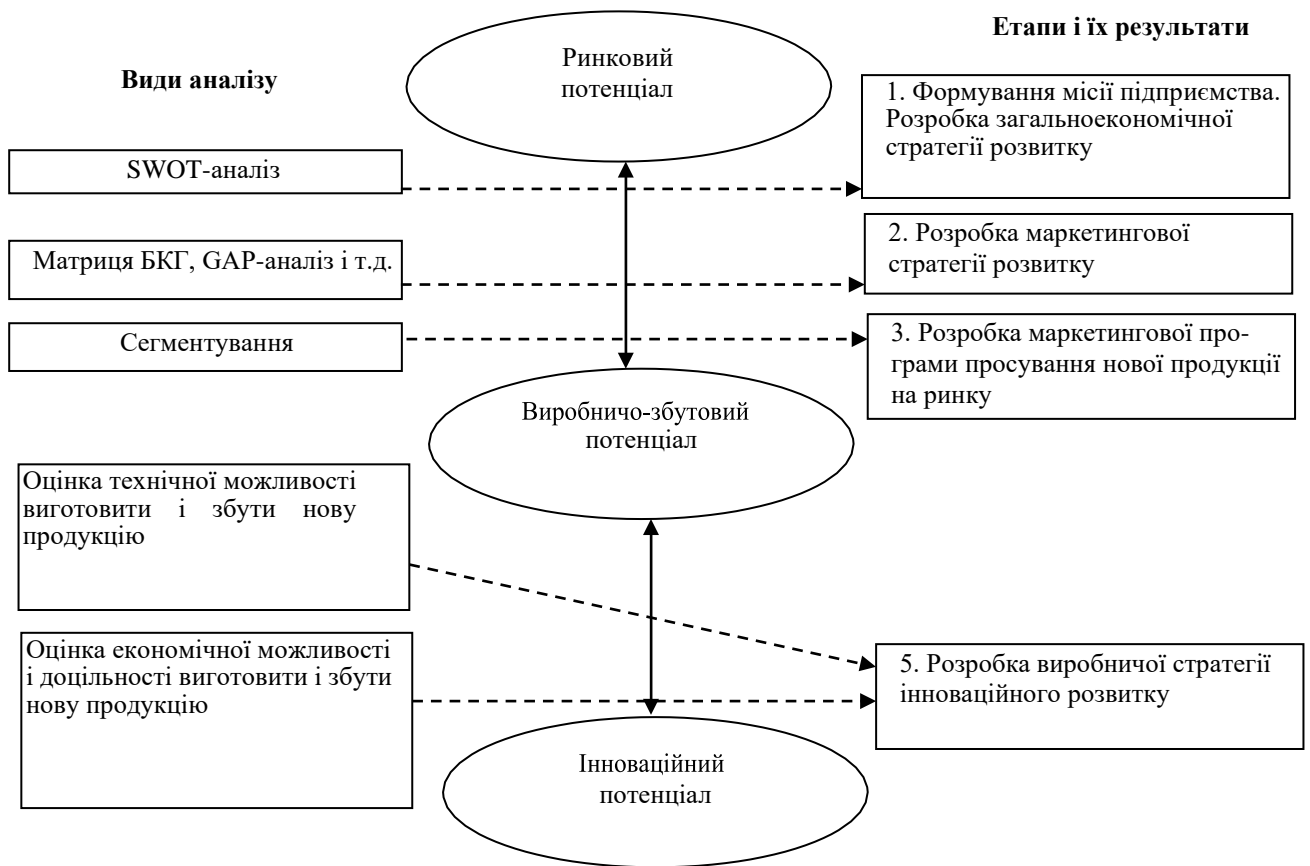 Етапи і їх результати
Види аналізу
Ринковий
потенціал
1. Формування місії підприємства.
Розробка загальноекономічної
стратегії розвитку
SWOT-аналіз
Матриця БКГ, GAP-аналіз і т.д.
2. Розробка маркетингової
стратегії розвитку
Сегментування
3. Розробка маркетингової про-
грами просування нової продукції
на ринку
Виробничо-збутовий
потенціал
Оцінка технічної можливості
виготовити і збути нову
продукцію
Оцінка економічної можливості
і доцільності виготовити і збути
нову продукцію
5. Розробка виробничої стратегії
інноваційного розвитку
Інноваційний
потенціал